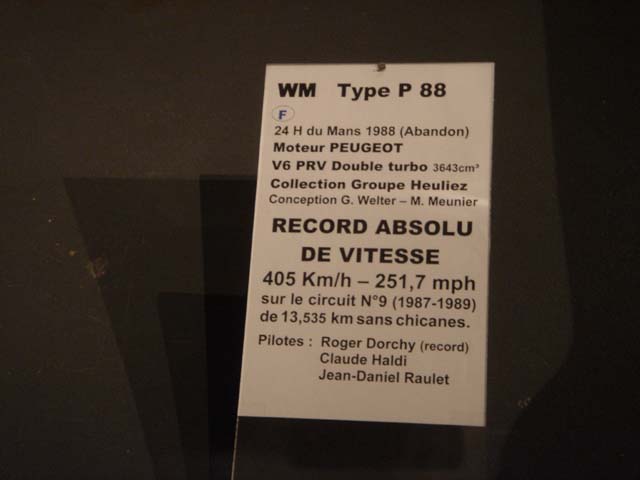 WM Type P 88
F
24 H du Mans 1988 (Abandon)
Moteur PEUGEOT
V6 PRV Double turbo 3643cm³
Collection Groupe Heuliez
Conception G. Welter – M. Meunier
RECORD ABSOLU
DE VITESSE
405 Km/h – 251,7 mph
sur le circuit N°9 (1987-1989)
de 13,535 km sans chicanes.
Pilotes : Roger Dorchy (record)
Claude Haldi
Jean-Daniel Raulet